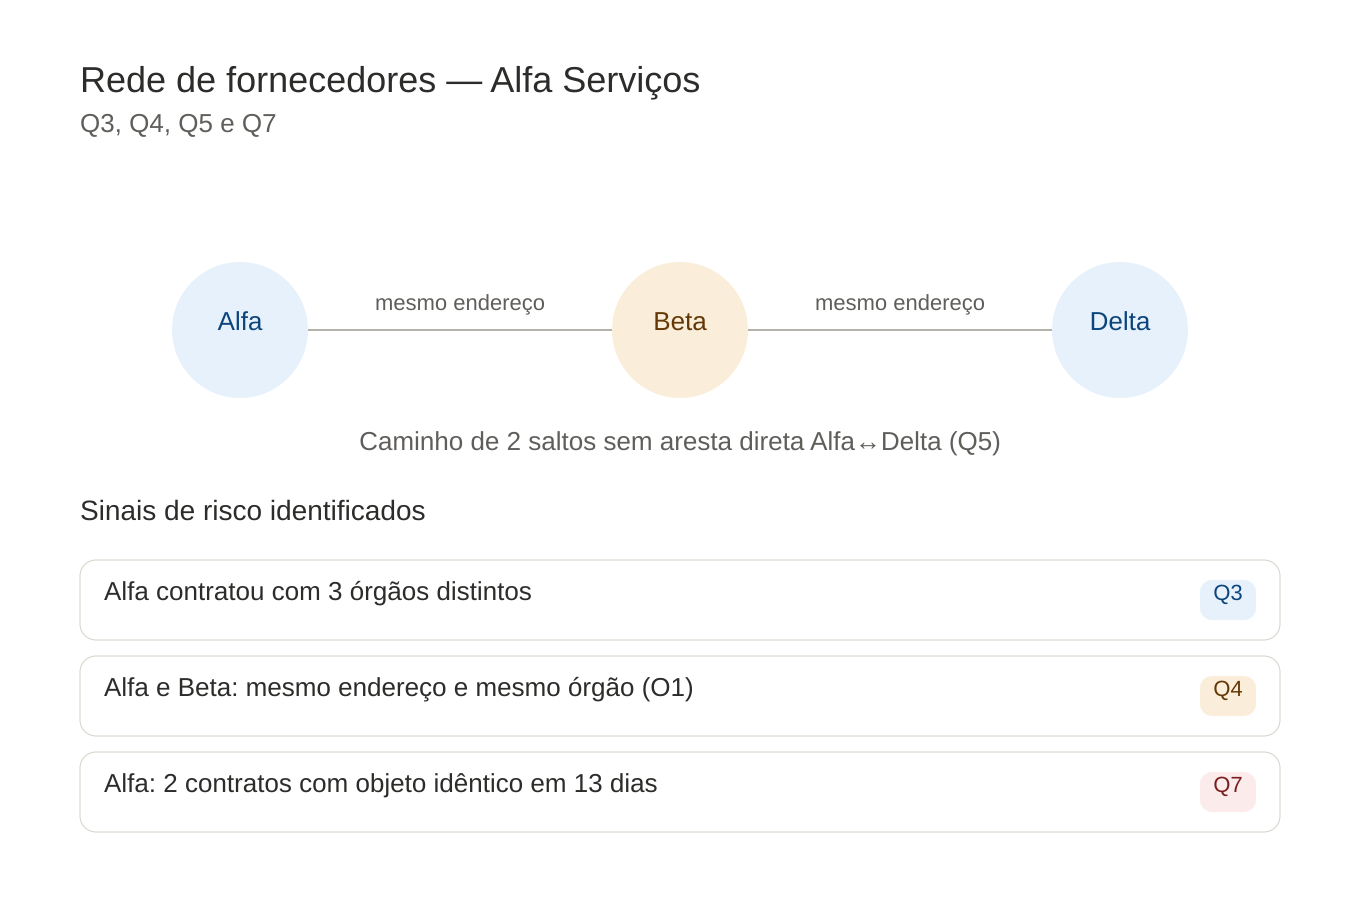 Rede de fornecedores — Alfa Serviços
Q3, Q4, Q5 e Q7
mesmo endereço
mesmo endereço
Alfa
Beta
Delta
Caminho de 2 saltos sem aresta direta Alfa↔Delta (Q5)
Sinais de risco identificados
Alfa contratou com 3 órgãos distintos
Q3
Alfa e Beta: mesmo endereço e mesmo órgão (O1)
Q4
Alfa: 2 contratos com objeto idêntico em 13 dias
Q7